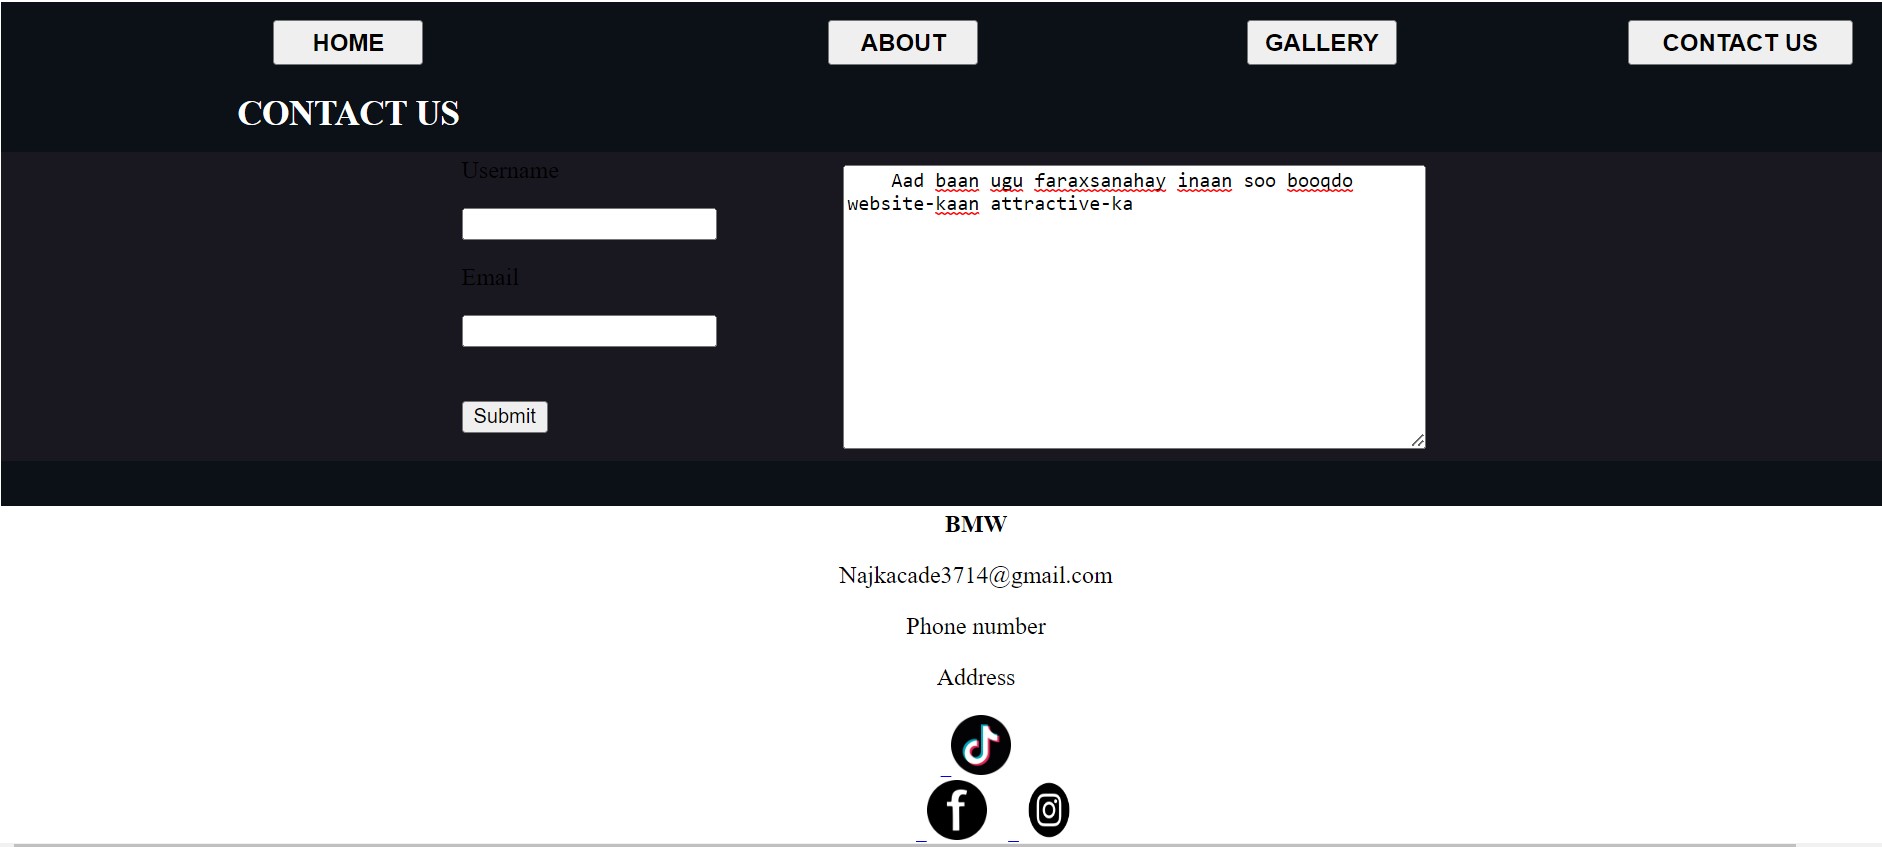 HOME ABOUT GALLERY CONTACT US
CONTACT US
Username
Aad baan ugu faraxsanahay inaan soo booqdo
website-kaan attractive-ka
Email
Submit
BMW
Najkacade3714@gmail.com
Phone number
Address